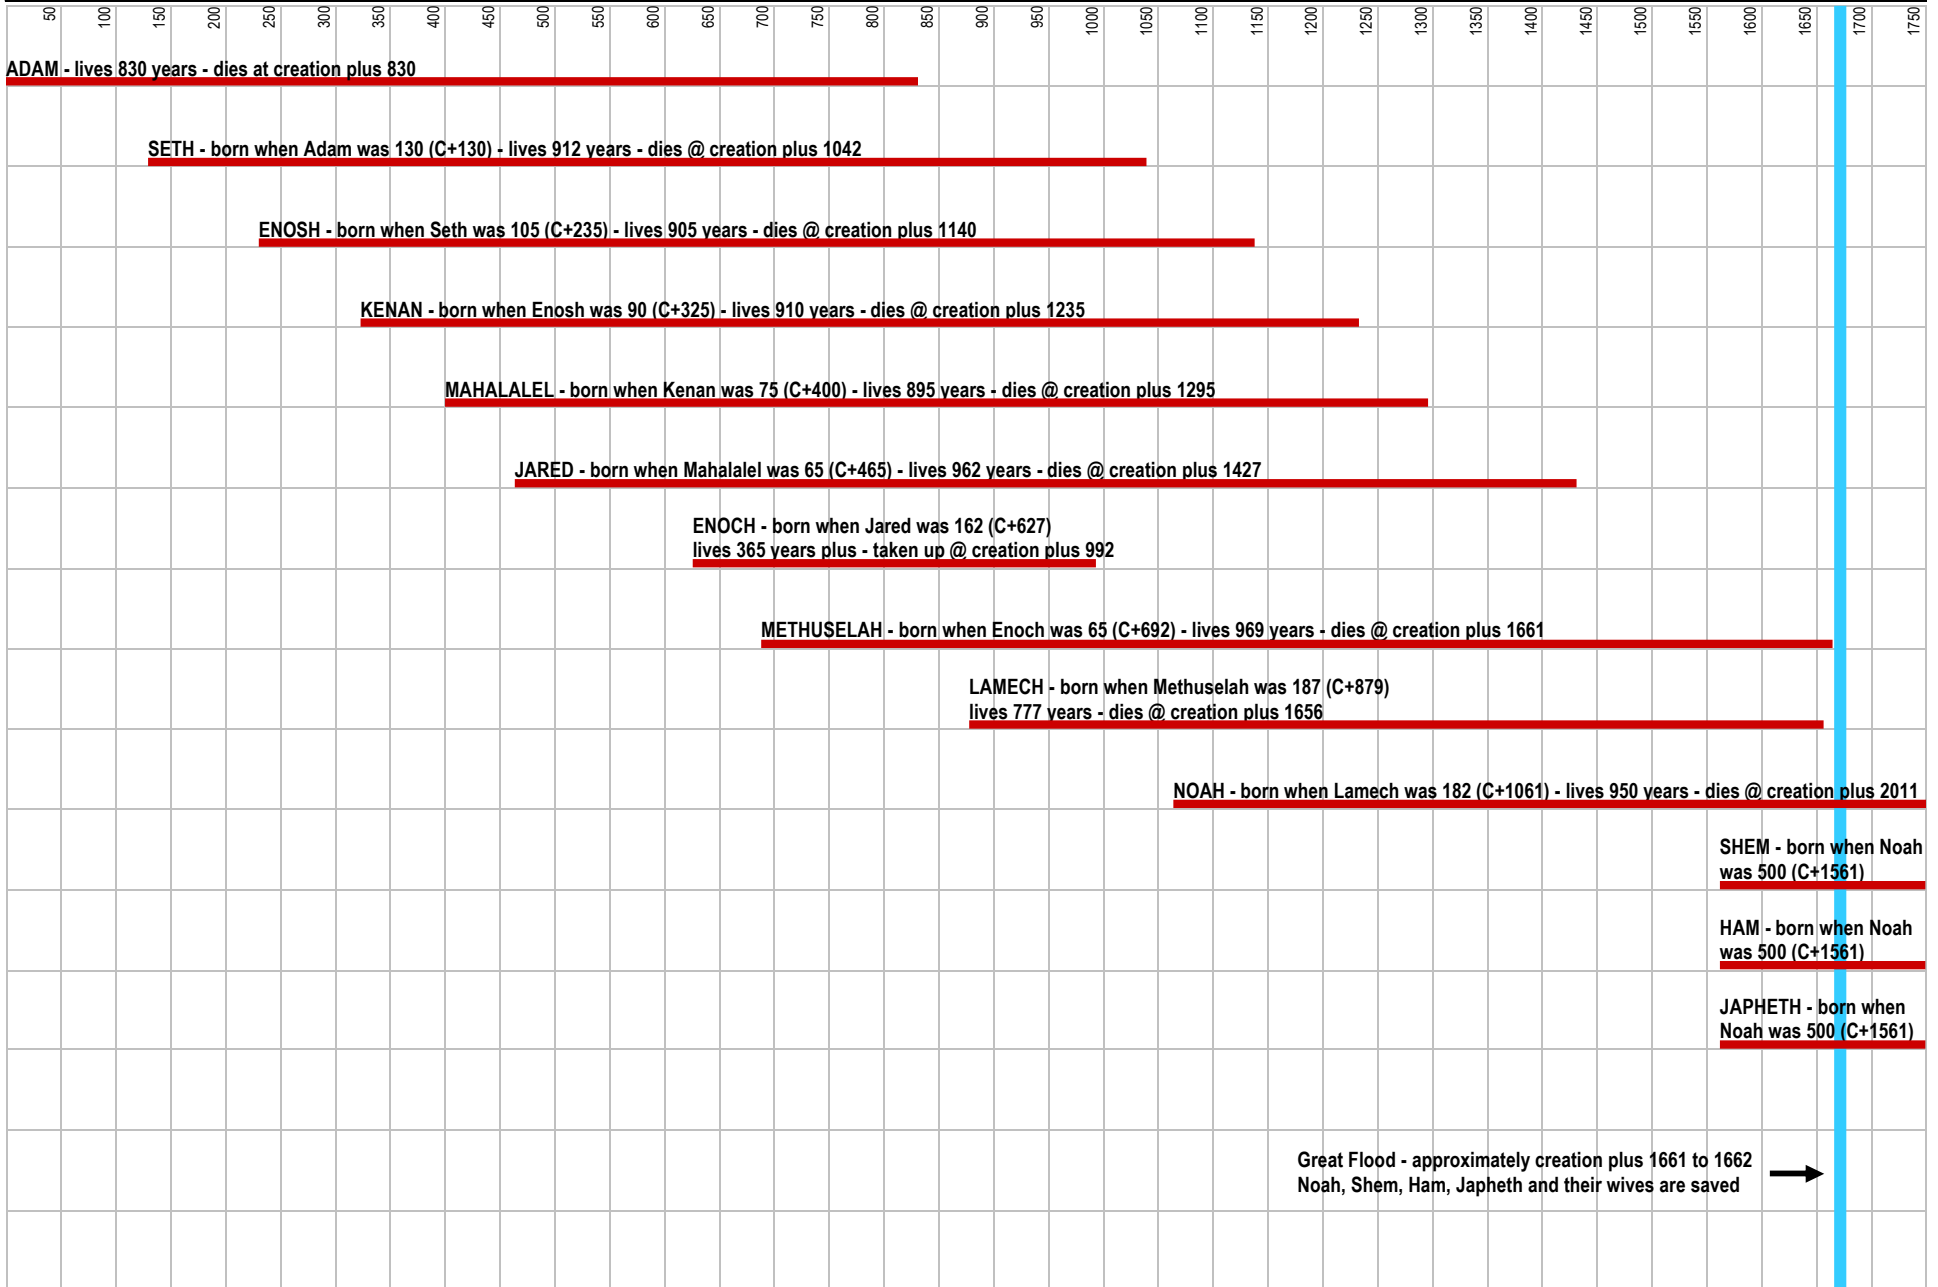 50 100 150 200 250 300 350 400 450 500 550 600 650 700 750 800 850 900 950 1000 1050 1100 1150 1200 1250 1300 1350 1400 1450 1500 1550 1600 1650 1700 1750
ADAM - lives 830 years - dies at creation plus 830
SETH - born when Adam was 130 (C+130) - lives 912 years - dies @ creation plus 1042
ENOSH - born when Seth was 105 (C+235) - lives 905 years - dies @ creation plus 1140
KENAN - born when Enosh was 90 (C+325) - lives 910 years - dies @ creation plus 1235
MAHALALEL - born when Kenan was 75 (C+400) - lives 895 years - dies @ creation plus 1295
JARED - born when Mahalalel was 65 (C+465) - lives 962 years - dies @ creation plus 1427
ENOCH - born when Jared was 162 (C+627)
lives 365 years plus - taken up @ creation plus 992
METHUSELAH - born when Enoch was 65 (C+692) - lives 969 years - dies @ creation plus 1661
LAMECH - born when Methuselah was 187 (C+879)
lives 777 years - dies @ creation plus 1656
NOAH - born when Lamech was 182 (C+1061) - lives 950 years - dies @ creation plus 2011
SHEM - born when Noah
was 500 (C+1561)
HAM - born when Noah
was 500 (C+1561)
JAPHETH - born when
Noah was 500 (C+1561)
Great Flood - approximately creation plus 1661 to 1662
Noah, Shem, Ham, Japheth and their wives are saved